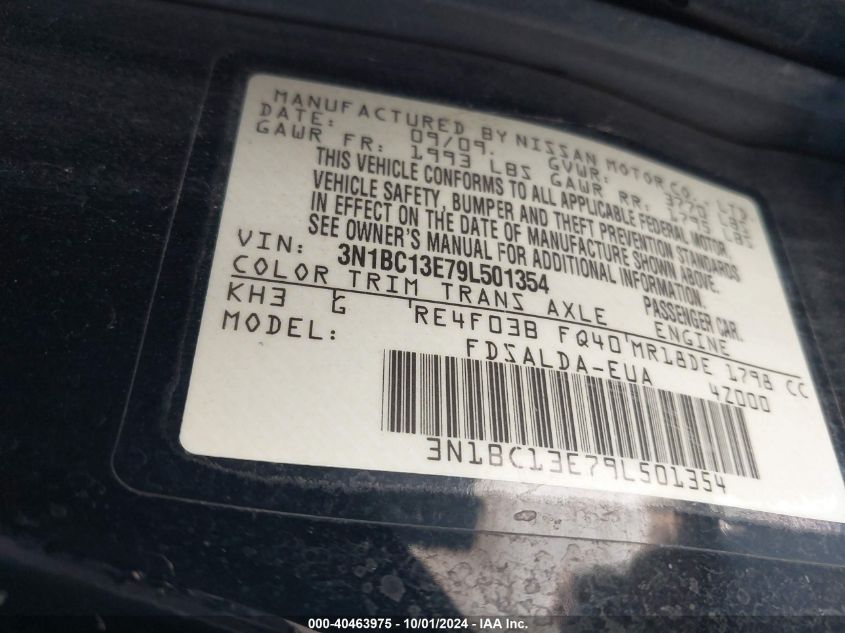 MANUFACTURED BY NISSAN MOTOR CO., LTD.
DATE: 09/09. GVWR: 3770 LBS
GAWR FR: 1993 LBS GAWR RR: 1795 LBS
THIS VEHICLE CONFORMS TO ALL APPLICABLE FEDERAL MOTOR
VEHICLE SAFETY, BUMPER AND THEFT PREVENTION STANDARDS
IN EFFECT ON THE DATE OF MANUFACTURE SHOWN ABOVE.
SEE OWNER'S MANUAL FOR ADDITIONAL INFORMATION.
VIN: 3N1BC13E79L501354 PASSENGER CAR.
COLOR TRIM TRANS AXLE ENGINE
KH3 G RE4F03B FQ40 MR18DE 1798 CC
MODEL: FDSALDA-EUA 4Z000
3N1BC13E79L501354
000-40463975 - 10/01/2024 - IAA Inc.